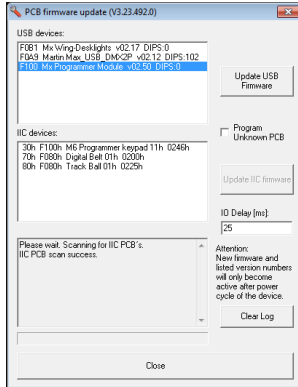 PCB firmware update (V3.23.492.0)
USB devices:
F0B1 Mx Wing-Desklights v02.17 DIPS:0
F0A9 Martin Max_USB_DMX2P v02.12 DIPS:102
F100 Mx Programmer Module v02.50 DIPS:0
Update USB
Firmware
Program
Unknown PCB
IIC devices:
30h F100h M6 Programmer keypad 11h 0246h
70h F080h Digital Belt 01h 0200h
80h F080h Track Ball 01h 0225h
Update IIC firmware
IO Delay [ms]:
25
Please wait. Scanning for IIC PCB's.
IIC PCB scan success.
Attention:
New firmware and
listed version numbers
will only become
active after power
cycle of the device.
Clear Log
Close